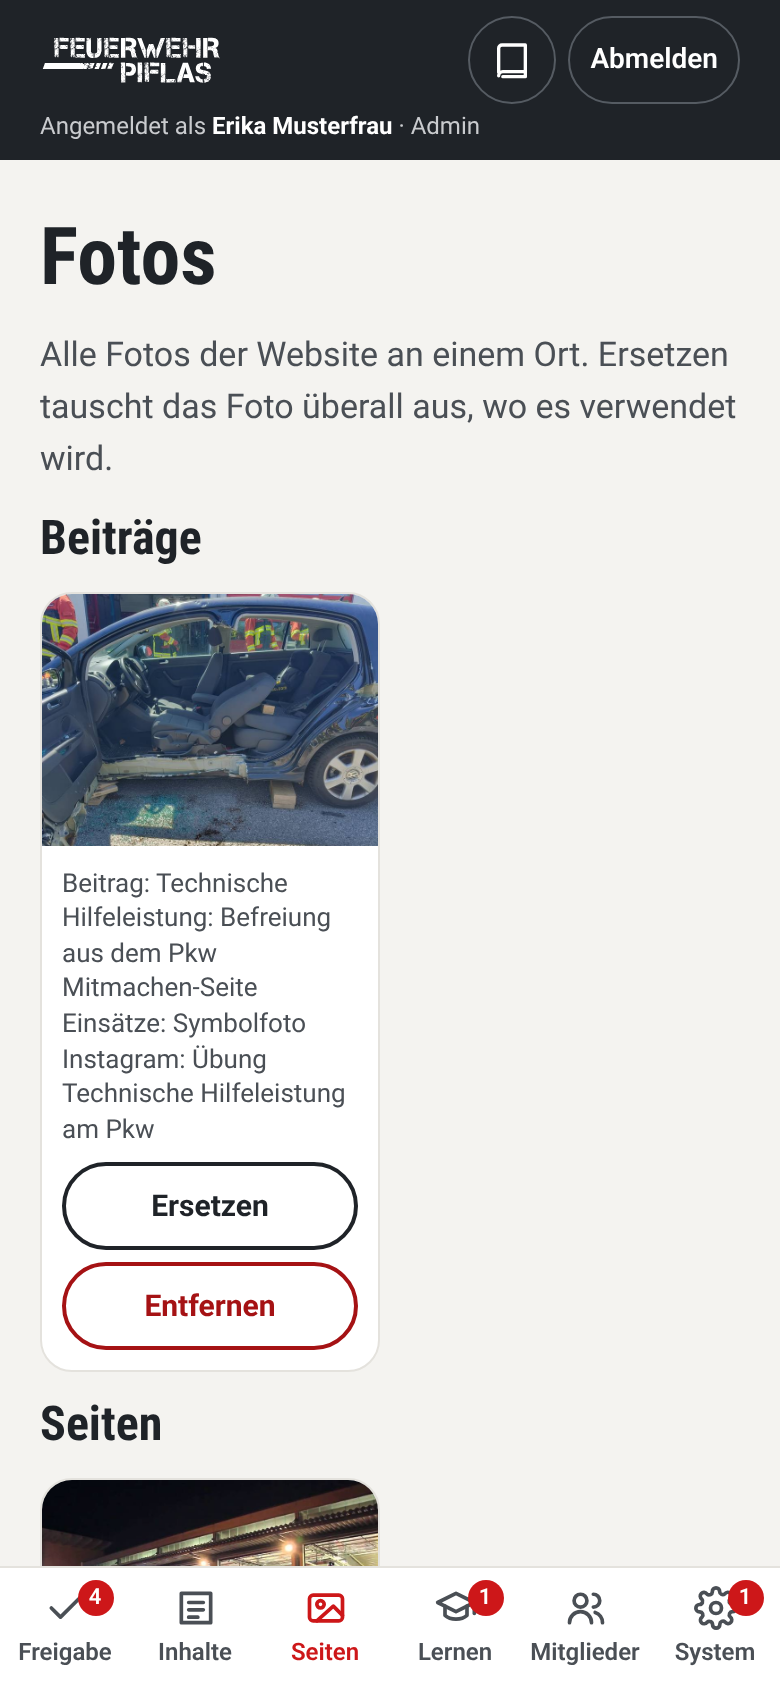 FEUERWEHR
PIFLAS
Abmelden
Angemeldet als Erika Musterfrau · Admin
Fotos
Alle Fotos der Website an einem Ort. Ersetzen
tauscht das Foto überall aus, wo es verwendet
wird.
Beiträge
Beitrag: Technische
Hilfeleistung: Befreiung
aus dem Pkw
Mitmachen-Seite
Einsätze: Symbolfoto
Instagram: Übung
Technische Hilfeleistung
am Pkw
Ersetzen
Entfernen
Seiten
4
1
1
Freigabe
Inhalte
Seiten
Lernen
Mitglieder
System